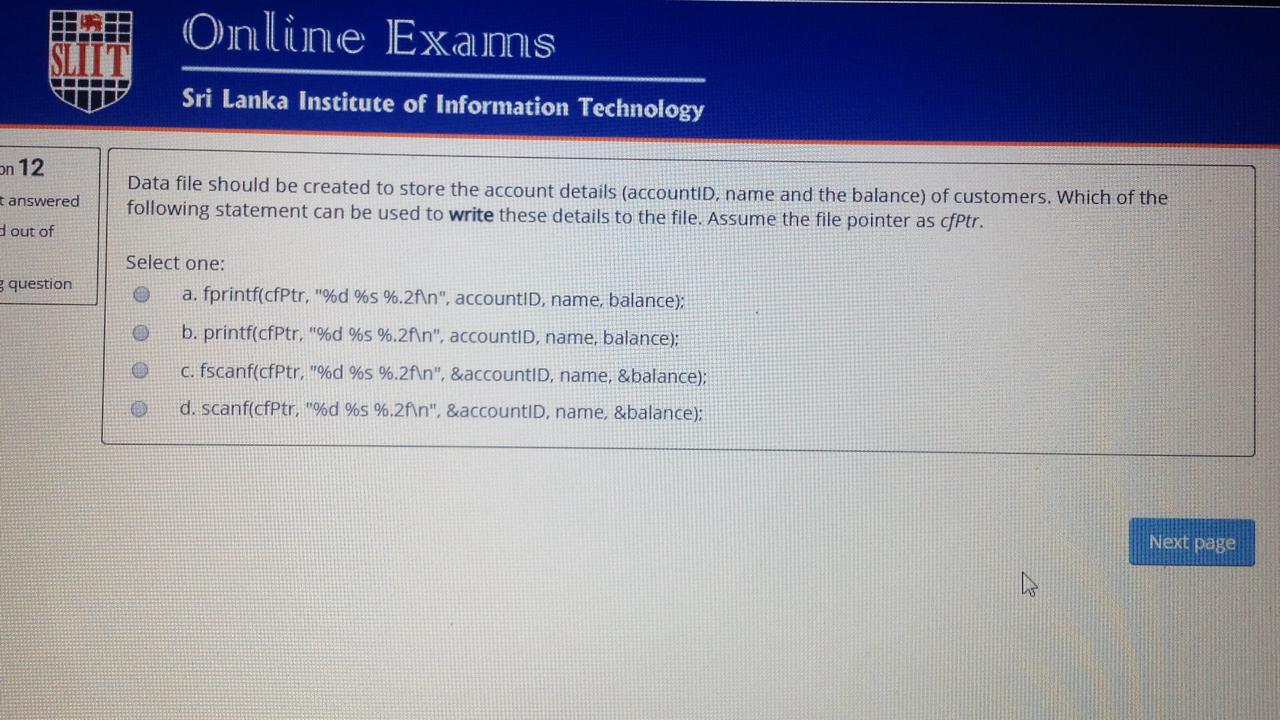 SLIIT
Online Exams
Sri Lanka Institute of Information Technology
on 12
t answered
d out of
g question
Data file should be created to store the account details (accountID, name and the balance) of customers. Which of the
following statement can be used to write these details to the file. Assume the file pointer as cfPtr.
Select one:
a. fprintf(cfPtr, "%d %s %.2f\n", accountID, name, balance);
b. printf(cfPtr, "%d %s %.2f\n", accountID, name, balance);
c. fscanf(cfPtr, "%d %s %.2f\n", &accountID, name, &balance);
d. scanf(cfPtr, "%d %s %.2f\n", &accountID, name, &balance);
Next page